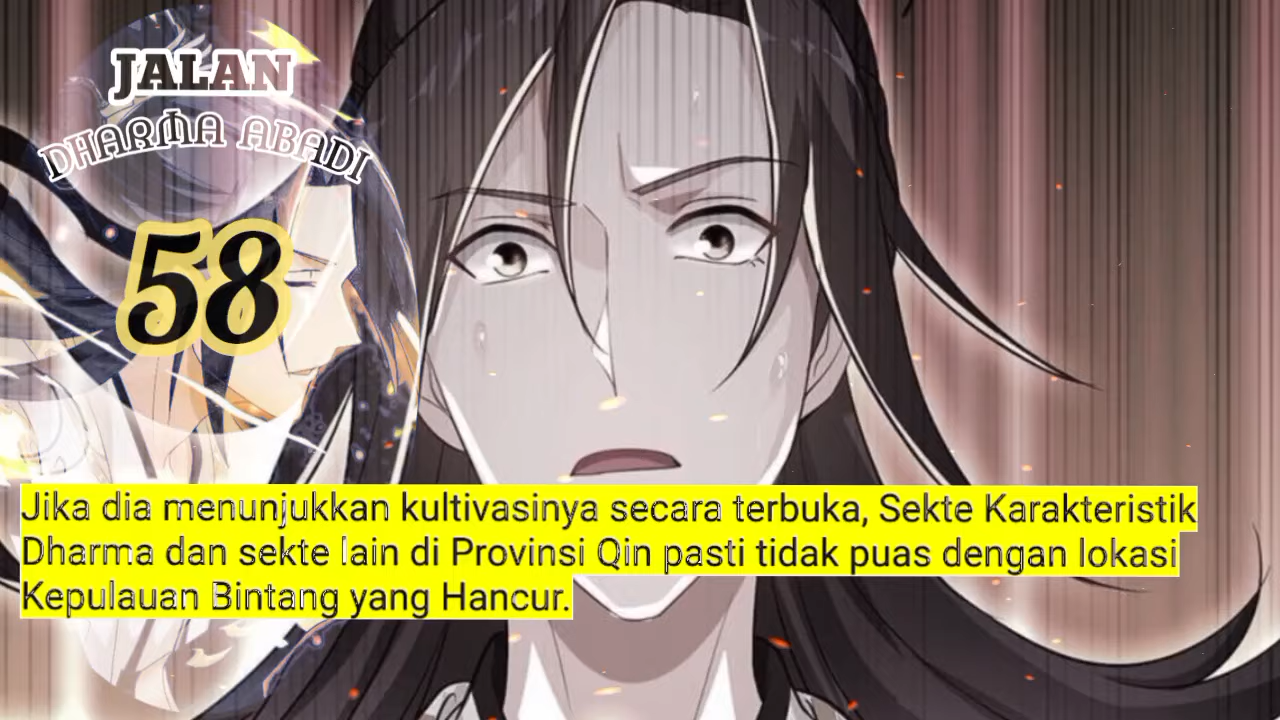 JALAN
DHARMA ABADI
58
Jika dia menunjukkan kultivasinya secara terbuka, Sekte Karakteristik
Dharma dan sekte lain di Provinsi Qin pasti tidak puas dengan lokasi
Kepulauan Bintang yang Hancur.